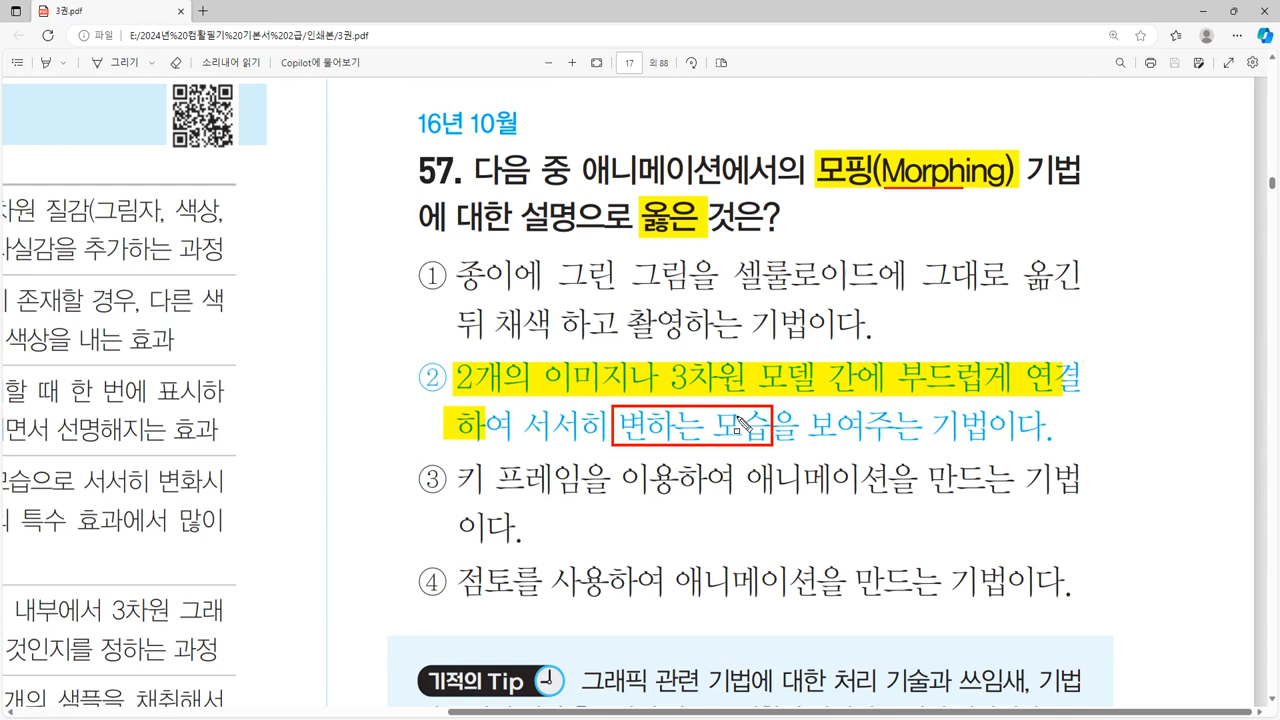 3권.pdf
파일 E:/2024년%20컴활필기%20기본서%202급/인쇄본/3권.pdf
그리기 소리내어 읽기 Copilot에 물어보기 17 의 88
16년 10월
57. 다음 중 애니메이션에서의 모핑(Morphing) 기법
에 대한 설명으로 옳은 것은?
① 종이에 그린 그림을 셀룰로이드에 그대로 옮긴
뒤 채색 하고 촬영하는 기법이다.
② 2개의 이미지나 3차원 모델 간에 부드럽게 연결
하여 서서히 변하는 모습을 보여주는 기법이다.
③ 키 프레임을 이용하여 애니메이션을 만드는 기법
이다.
④ 점토를 사용하여 애니메이션을 만드는 기법이다.
기적의 Tip 그래픽 관련 기법에 대한 처리 기술과 쓰임새, 기법
질감(그림자, 색상,
사실감을 추가하는 과정
존재할 경우, 다른 색
색상을 내는 효과
할 때 한 번에 표시하
면서 선명해지는 효과
모습으로 서서히 변화시
특수 효과에서 많이
내부에서 3차원 그래
것인지를 정하는 과정
개의 샘플을 채취해서